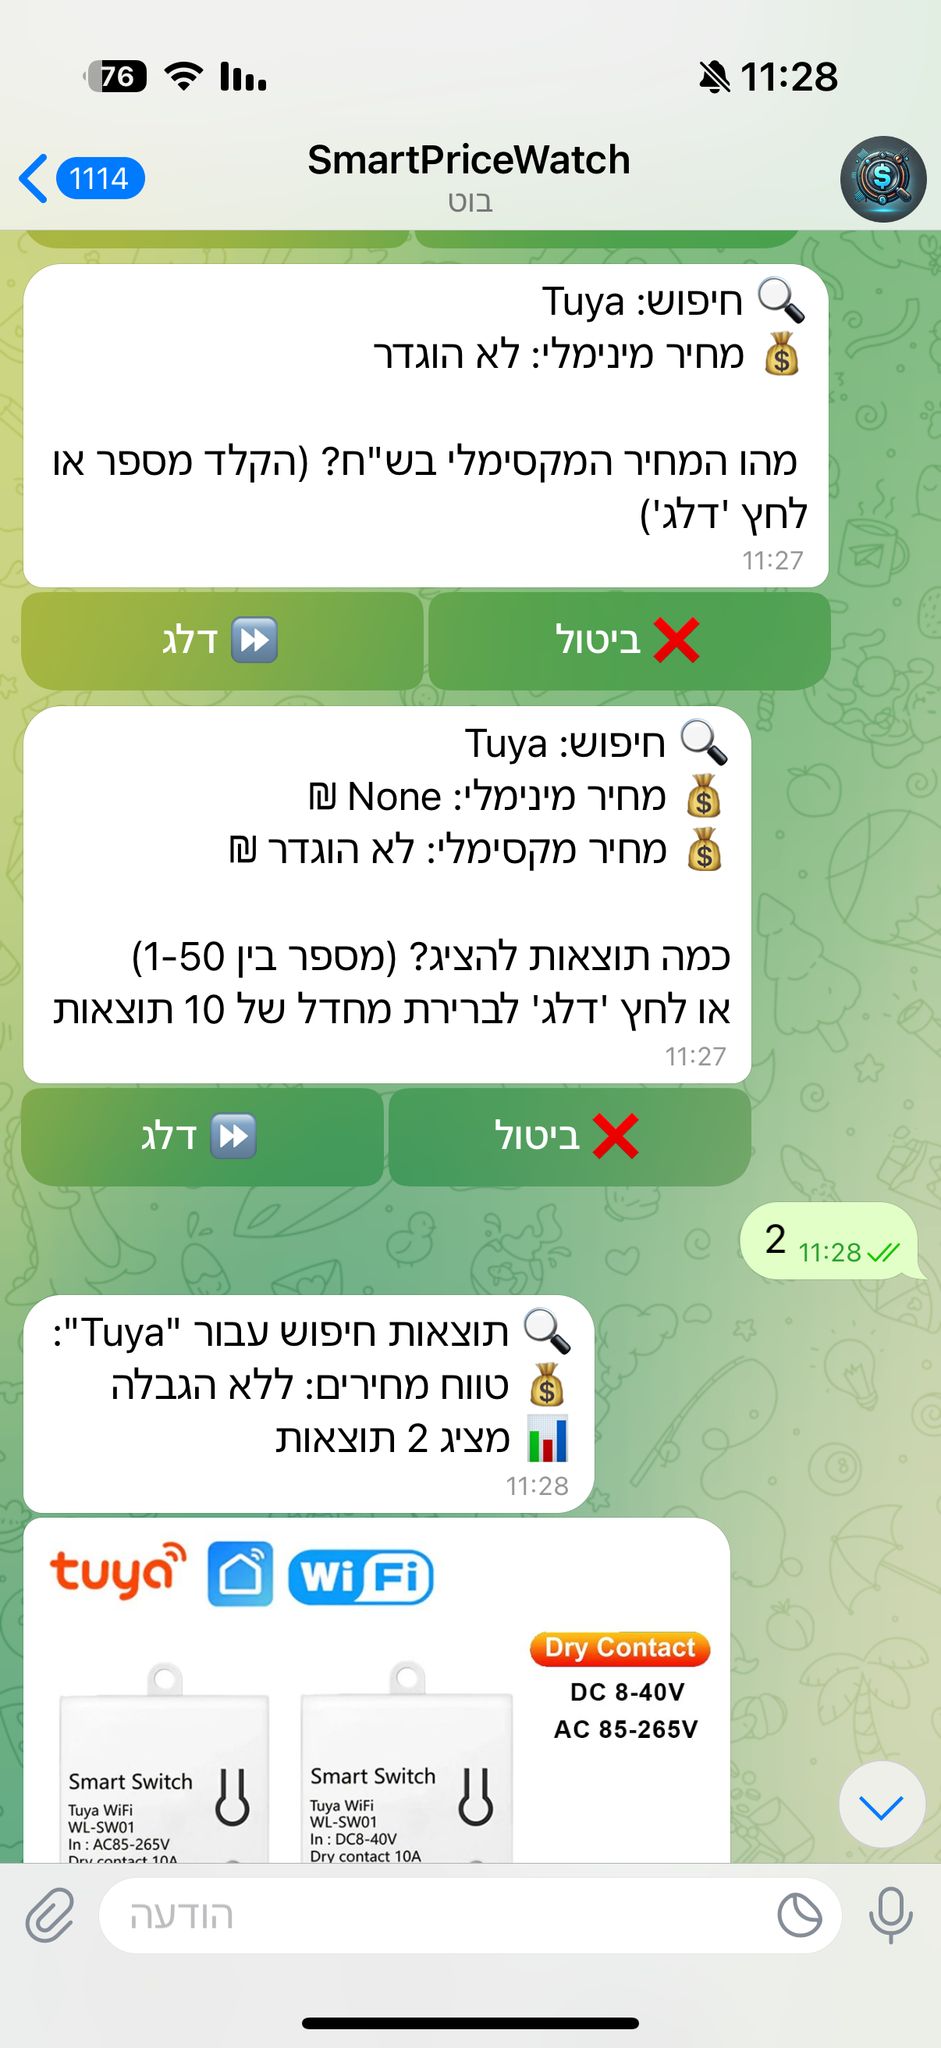 76
11:28
1114
SmartPriceWatch
בוט
🔍 חיפוש: Tuya
💰 מחיר מינימלי: לא הוגדר
מהו המחיר המקסימלי בש"ח? (הקלד מספר או
לחץ 'דלג')
11:27
⏩ דלג
❌ ביטול
🔍 חיפוש: Tuya
💰 מחיר מינימלי: None ₪
💰 מחיר מקסימלי: לא הוגדר ₪
כמה תוצאות להציג? (מספר בין 1-50)
או לחץ 'דלג' לברירת מחדל של 10 תוצאות
11:27
⏩ דלג
❌ ביטול
2 11:28
🔍 תוצאות חיפוש עבור "Tuya":
💰 טווח מחירים: ללא הגבלה
📊 מציג 2 תוצאות
11:28
tuya WiFi
Dry Contact
DC 8-40V
AC 85-265V
Smart Switch
Tuya WiFi
WL-SW01
In : AC85-265V
Dry contact 10A
Smart Switch
Tuya WiFi
WL-SW01
In : DC8-40V
Dry contact 10A
הודעה